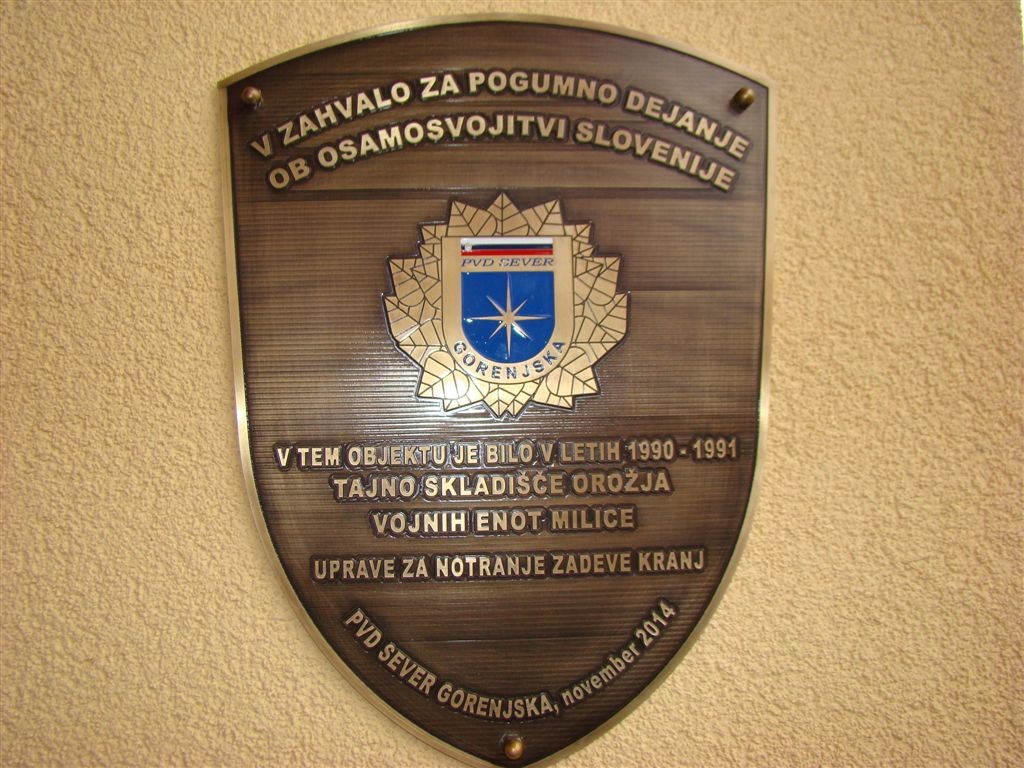 V ZAHVALO ZA POGUMNO DEJANJE
OB OSAMOSVOJITVI SLOVENIJE
PVD SEVER
GORENJSKA
V TEM OBJEKTU JE BILO V LETIH 1990 - 1991
TAJNO SKLADIŠČE OROŽJA
VOJNIH ENOT MILICE
UPRAVE ZA NOTRANJE ZADEVE KRANJ
PVD SEVER GORENJSKA, november 2014